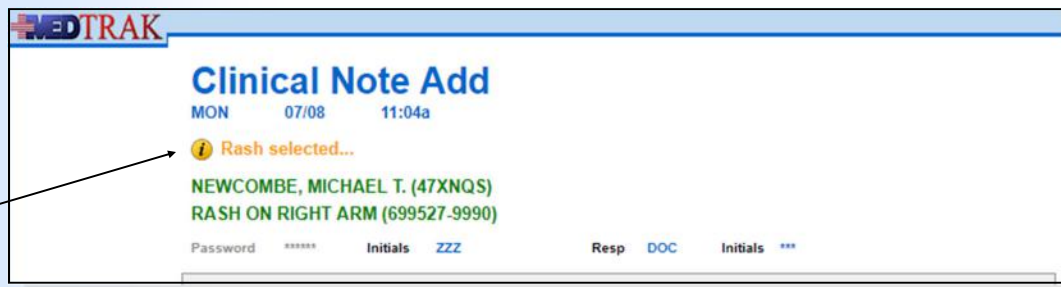 MEDTRAK
Clinical Note Add
MON 07/08 11:04a
i Rash selected...
NEWCOMBE, MICHAEL T. (47XNQS)
RASH ON RIGHT ARM (699527-9990)
Password ****** Initials ZZZ Resp DOC Initials ***